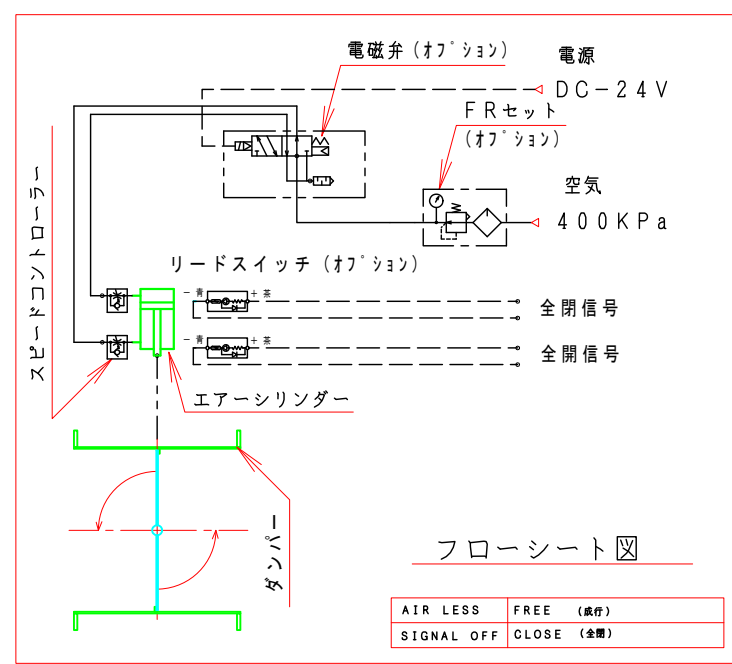 電磁弁(オプション)
電源
DC-24V
FRセット
(オプション)
空気
400KPa
スピードコントローラー
リードスイッチ(オプション)
- 青 + 茶
全閉信号
- 青 + 茶
全開信号
エアーシリンダー
ダンパー
フローシート図
AIR LESS FREE (成行)
SIGNAL OFF CLOSE (全閉)